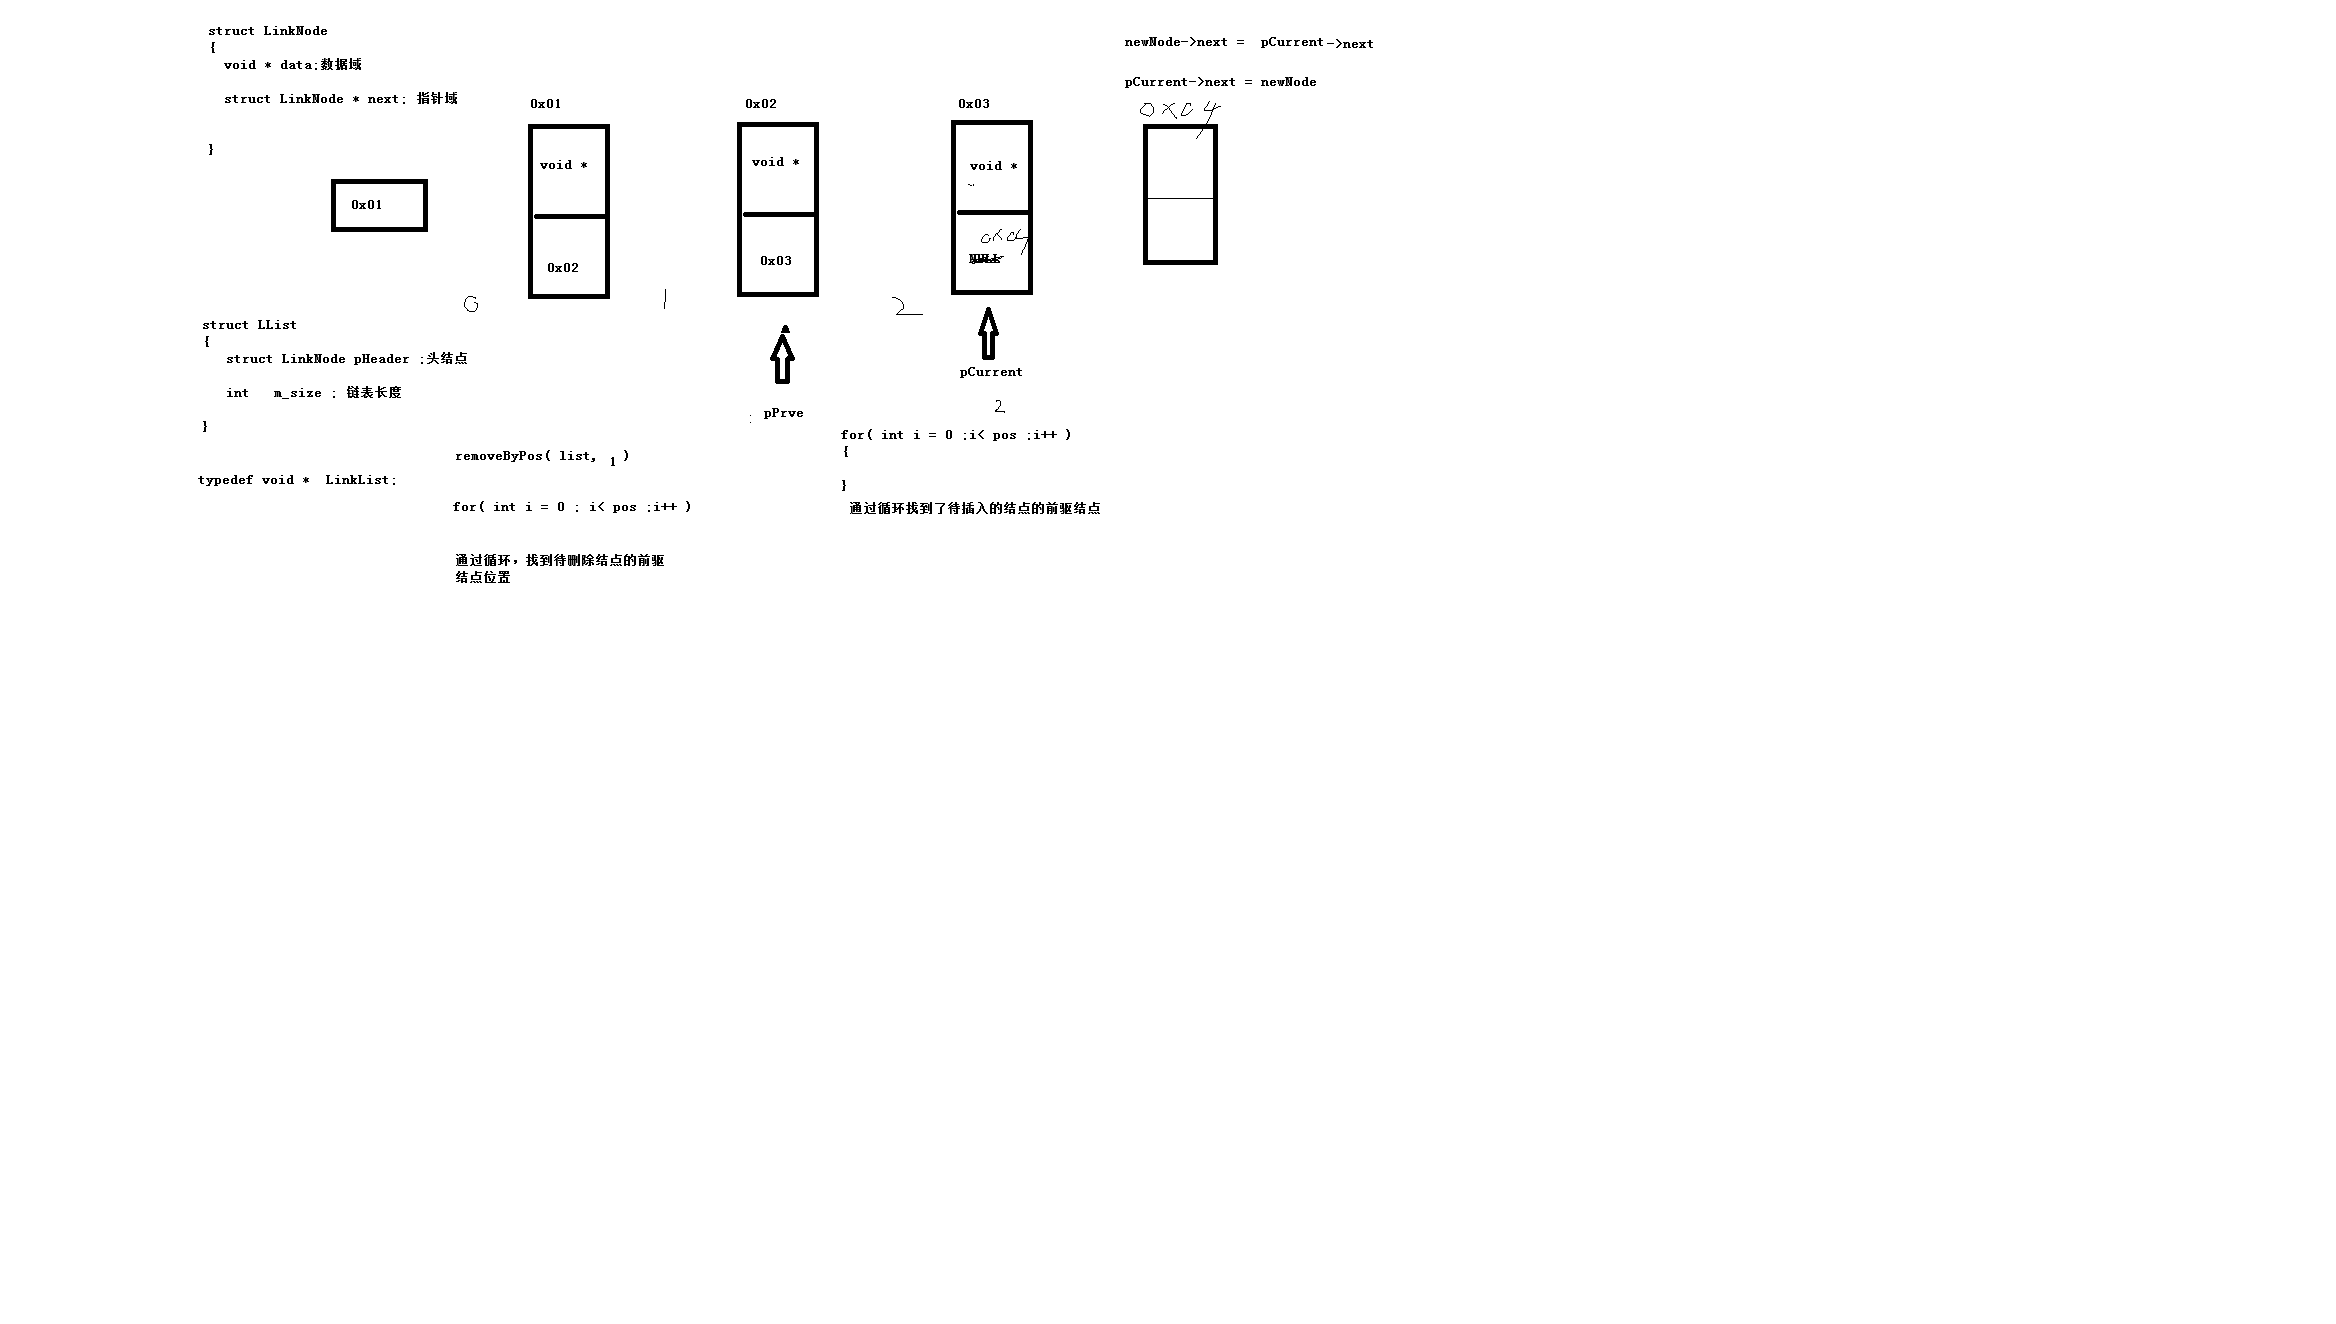 struct LinkNode
{
void * data;数据域
struct LinkNode * next; 指针域
}
0x01
0x01
void *
0x02
0x02
void *
0x03
0x03
void *
0x04
NULL
newNode->next = pCurrent->next
pCurrent->next = newNode
0x04
0
1
2
struct LList
{
struct LinkNode pHeader ;头结点
int m_size ; 链表长度
}
typedef void * LinkList;
pPrve
pCurrent
2
removeByPos( list, 1 )
for( int i = 0 ; i< pos ;i++ )
通过循环，找到待删除结点的前驱
结点位置
for( int i = 0 ;i< pos ;i++ )
{
}
通过循环找到了待插入的结点的前驱结点